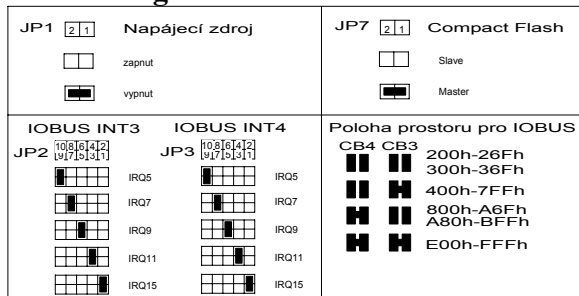 JP1 2 1 Napájecí zdroj
zapnut
vypnut
JP7 2 1 Compact Flash
Slave
Master
IOBUS INT3
JP2 10 8 6 4 2
9 7 5 3 1
IRQ5
IRQ7
IRQ9
IRQ11
IRQ15
IOBUS INT4
JP3 10 8 6 4 2
9 7 5 3 1
IRQ5
IRQ7
IRQ9
IRQ11
IRQ15
Poloha prostoru pro IOBUS
CB4 CB3
200h-26Fh
300h-36Fh
400h-7FFh
800h-A6Fh
A80h-BFFh
E00h-FFFh